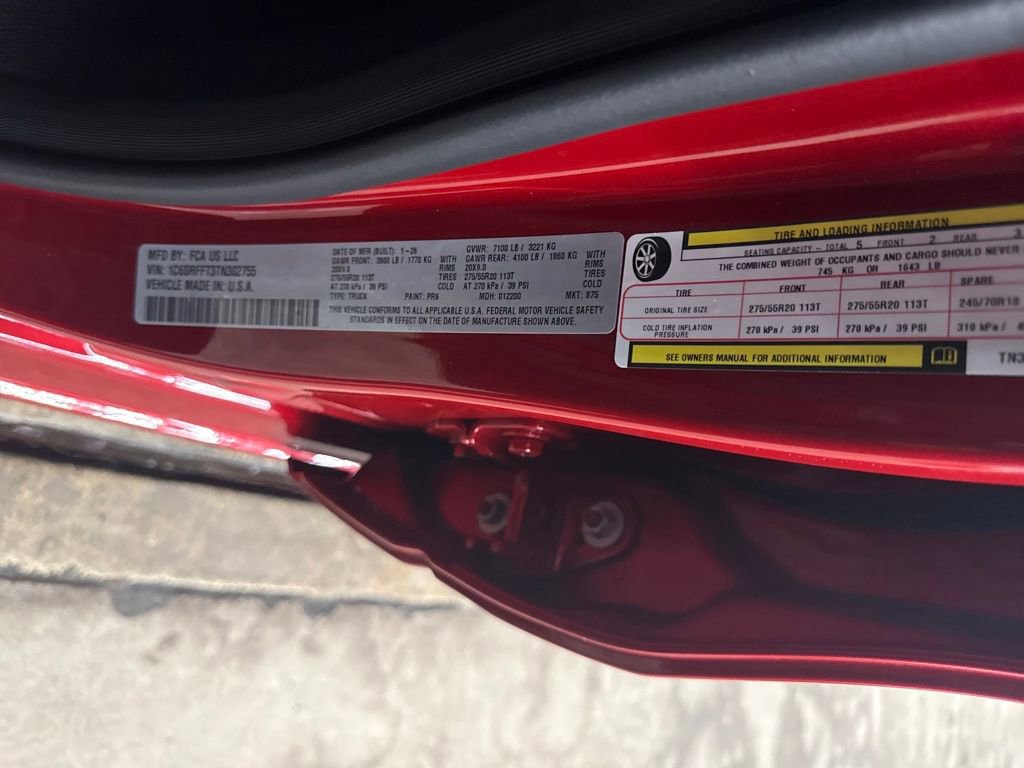 MFD BY: FCA US LLC
VIN: 1C6SRFFT3TN302755
VEHICLE MADE IN: U.S.A.
DATE OF MFR (BUILT): 1-26
GAWR FRONT: 3900 LB / 1770 KG WITH
20X9.0 RIMS
275/55R20 113T TIRES
AT 270 kPa / 39 PSI COLD
TYPE: TRUCK PAINT: PR6
GVWR: 7100 LB / 3221 KG
GAWR REAR: 4100 LB / 1860 KG WITH
20X9.0 RIMS
275/55R20 113T TIRES
AT 270 kPa / 39 PSI COLD
MDH: 012200 MKT: 875
THIS VEHICLE CONFORMS TO ALL APPLICABLE U.S.A. FEDERAL MOTOR VEHICLE SAFETY
STANDARDS IN EFFECT ON THE DATE OF MANUFACTURE SHOWN ABOVE.
TIRE AND LOADING INFORMATION
SEATING CAPACITY - TOTAL 5 FRONT 2 REAR 3
THE COMBINED WEIGHT OF OCCUPANTS AND CARGO SHOULD NEVER
745 KG OR 1643 LB
TIRE FRONT REAR SPARE
ORIGINAL TIRE SIZE 275/55R20 113T 275/55R20 113T 245/70R18
COLD TIRE INFLATION PRESSURE 270 kPa / 39 PSI 270 kPa / 39 PSI 310 kPa /
SEE OWNERS MANUAL FOR ADDITIONAL INFORMATION
TN3